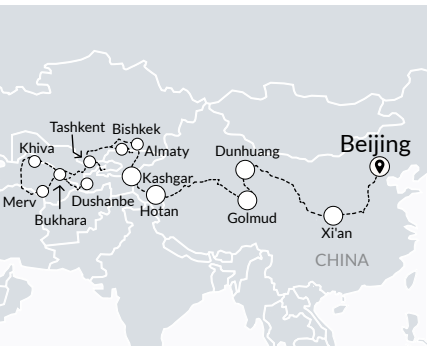 Beijing
Tashkent
Bishkek
Khiva
Almaty
Dunhuang
Kashgar
Merv
Dushanbe
Hotan
Bukhara
Golmud
Xi'an
CHINA